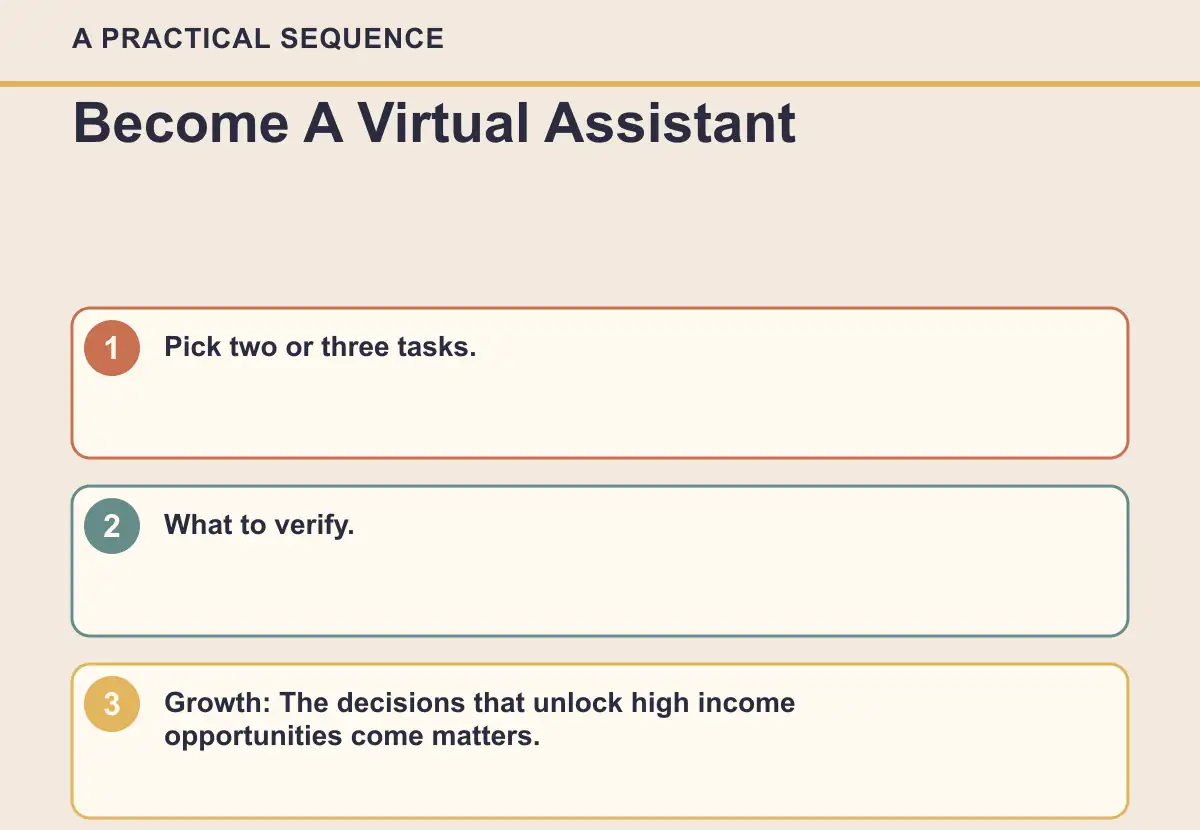 A PRACTICAL SEQUENCE
Become A Virtual Assistant
1
Pick two or three tasks.
2
What to verify.
3
Growth: The decisions that unlock high income
opportunities come matters.